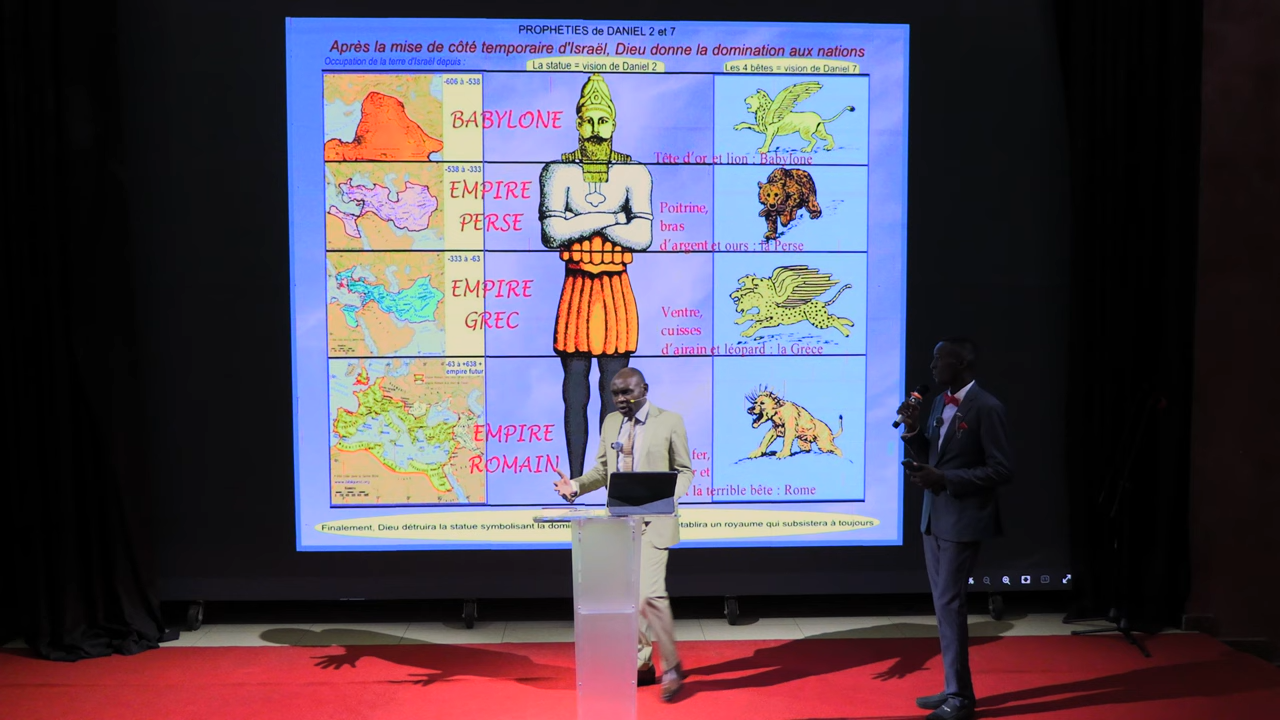 PROPHÉTIES de DANIEL 2 et 7
Après la mise de côté temporaire d'Israël, Dieu donne la domination aux nations
Occupation de la terre d'Israël depuis :
La statue = vision de Daniel 2
Les 4 bêtes = vision de Daniel 7
-606 à -538
BABYLONE
Tête d'or et lion : Babylone
-538 à -333
EMPIRE
PERSE
Poitrine,
bras
d'argent et ours : la Perse
-333 à -63
EMPIRE
GREC
Ventre,
cuisses
d'airain et léopard : la Grèce
-63 à +638 +
empire futur
EMPIRE
ROMAIN
fer,
et
la terrible bête : Rome
Finalement, Dieu détruira la statue symbolisant la
établira un royaume qui subsistera à toujours